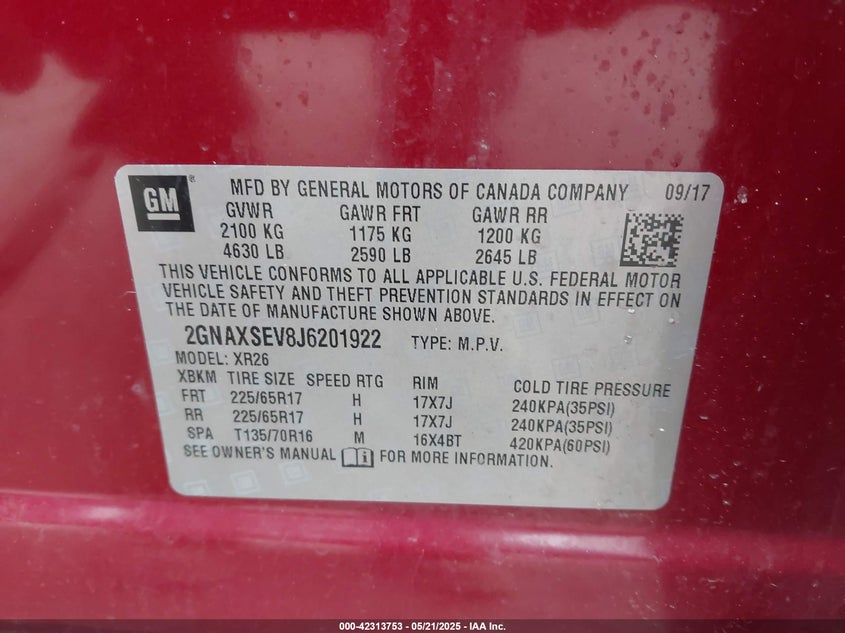 GM ® MFD BY GENERAL MOTORS OF CANADA COMPANY 09/17
GVWR GAWR FRT GAWR RR
2100 KG 1175 KG 1200 KG
4630 LB 2590 LB 2645 LB
THIS VEHICLE CONFORMS TO ALL APPLICABLE U.S. FEDERAL MOTOR
VEHICLE SAFETY AND THEFT PREVENTION STANDARDS IN EFFECT ON
THE DATE OF MANUFACTURE SHOWN ABOVE.
2GNAXSEV8J6201922 TYPE: M.P.V.
MODEL: XR26
XBKM TIRE SIZE SPEED RTG RIM COLD TIRE PRESSURE
FRT 225/65R17 H 17X7J 240KPA(35PSI)
RR 225/65R17 H 17X7J 240KPA(35PSI)
SPA T135/70R16 M 16X4BT 420KPA(60PSI)
SEE OWNER'S MANUAL i FOR MORE INFORMATION.
000-42313753 - 05/21/2025 - IAA Inc.